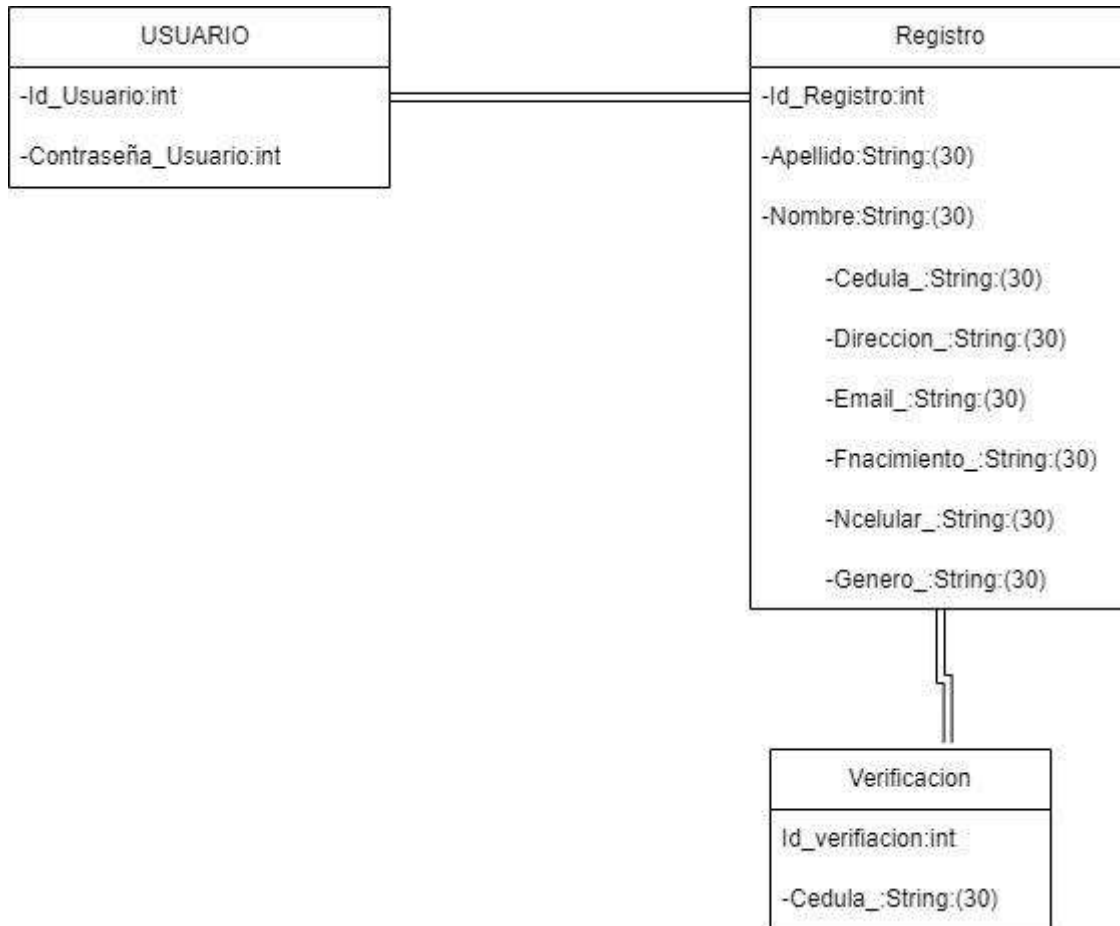 USUARIO
-Id_Usuario:int
-Contraseña_Usuario:int
Registro
-Id_Registro:int
-Apellido:String:(30)
-Nombre:String:(30)
-Cedula_:String:(30)
-Direccion_:String:(30)
-Email_:String:(30)
-Fnacimiento_:String:(30)
-Ncelular_:String:(30)
-Genero_:String:(30)
Verificacion
Id_verifiacion:int
-Cedula_:String:(30)